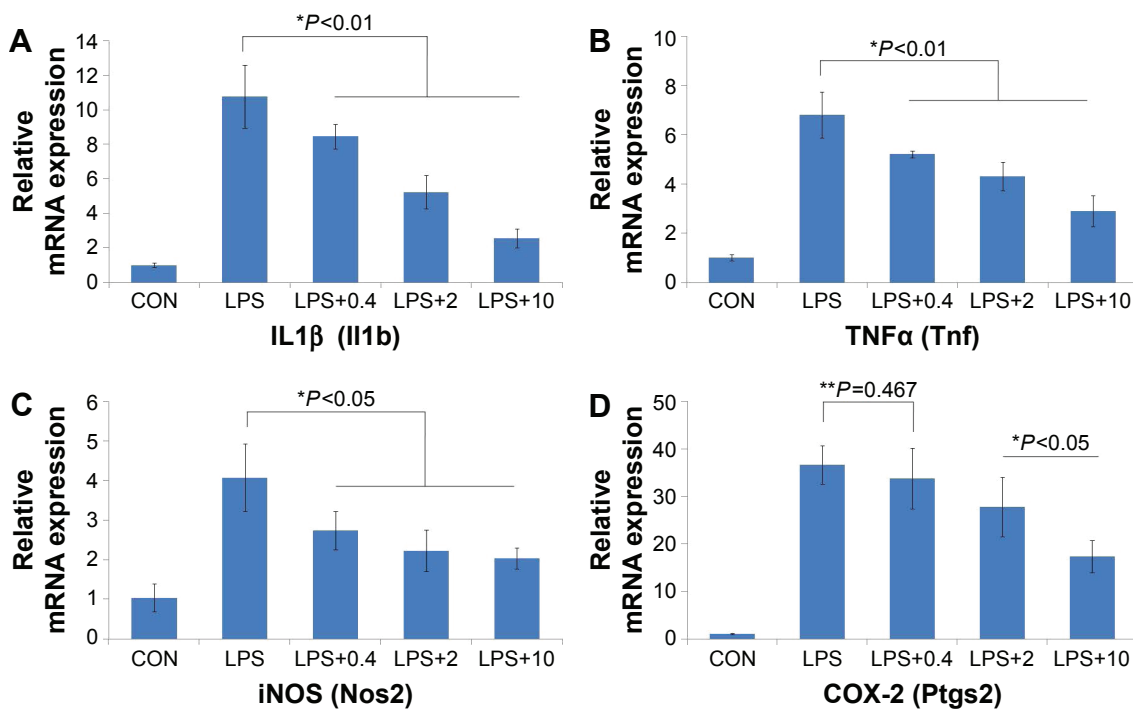 A
*P<0.01
Relative
mRNA expression
14
12
10
8
6
4
2
0
CON LPS LPS+0.4 LPS+2 LPS+10
IL1β (Il1b)
B
*P<0.01
Relative
mRNA expression
10
8
6
4
2
0
CON LPS LPS+0.4 LPS+2 LPS+10
TNFα (Tnf)
C
*P<0.05
Relative
mRNA expression
6
5
4
3
2
1
0
CON LPS LPS+0.4 LPS+2 LPS+10
iNOS (Nos2)
D
**P=0.467
*P<0.05
Relative
mRNA expression
50
40
30
20
10
0
CON LPS LPS+0.4 LPS+2 LPS+10
COX-2 (Ptgs2)